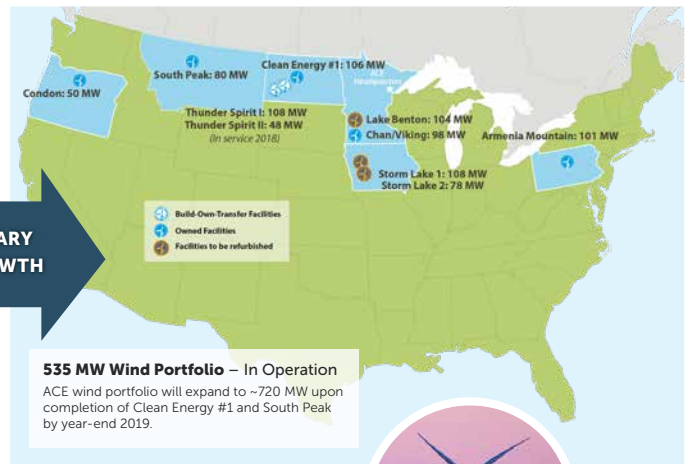 Clean Energy #1: 106 MW
South Peak: 80 MW
ACE
Headquarters
Condon: 50 MW
Thunder Spirit I: 108 MW
Thunder Spirit II: 48 MW
(In service 2018)
Lake Benton: 104 MW
Chan/Viking: 98 MW
Armenia Mountain: 101 MW
Storm Lake 1: 108 MW
Storm Lake 2: 78 MW
ARY
WTH
Build-Own-Transfer Facilities
Owned Facilities
Facilities to be refurbished
535 MW Wind Portfolio – In Operation
ACE wind portfolio will expand to ~720 MW upon
completion of Clean Energy #1 and South Peak
by year-end 2019.